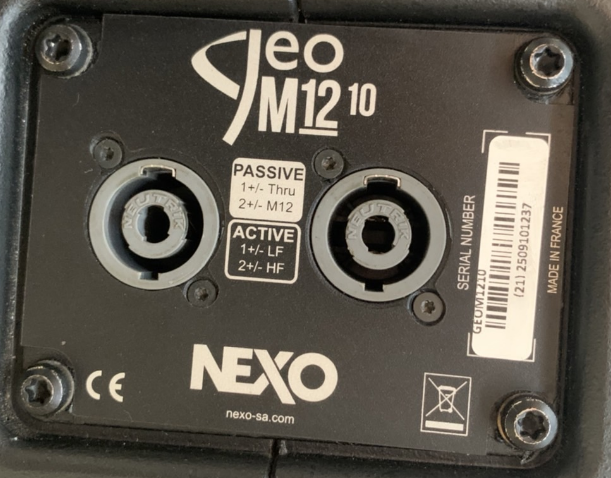 geo
M12 10
PASSIVE
1+/- Thru
2+/- M12
ACTIVE
1+/- LF
2+/- HF
NEUTRIK
NEUTRIK
SERIAL NUMBER
GEOM1210
(21) 2509101237
MADE IN FRANCE
CE
NEXO
nexo-sa.com